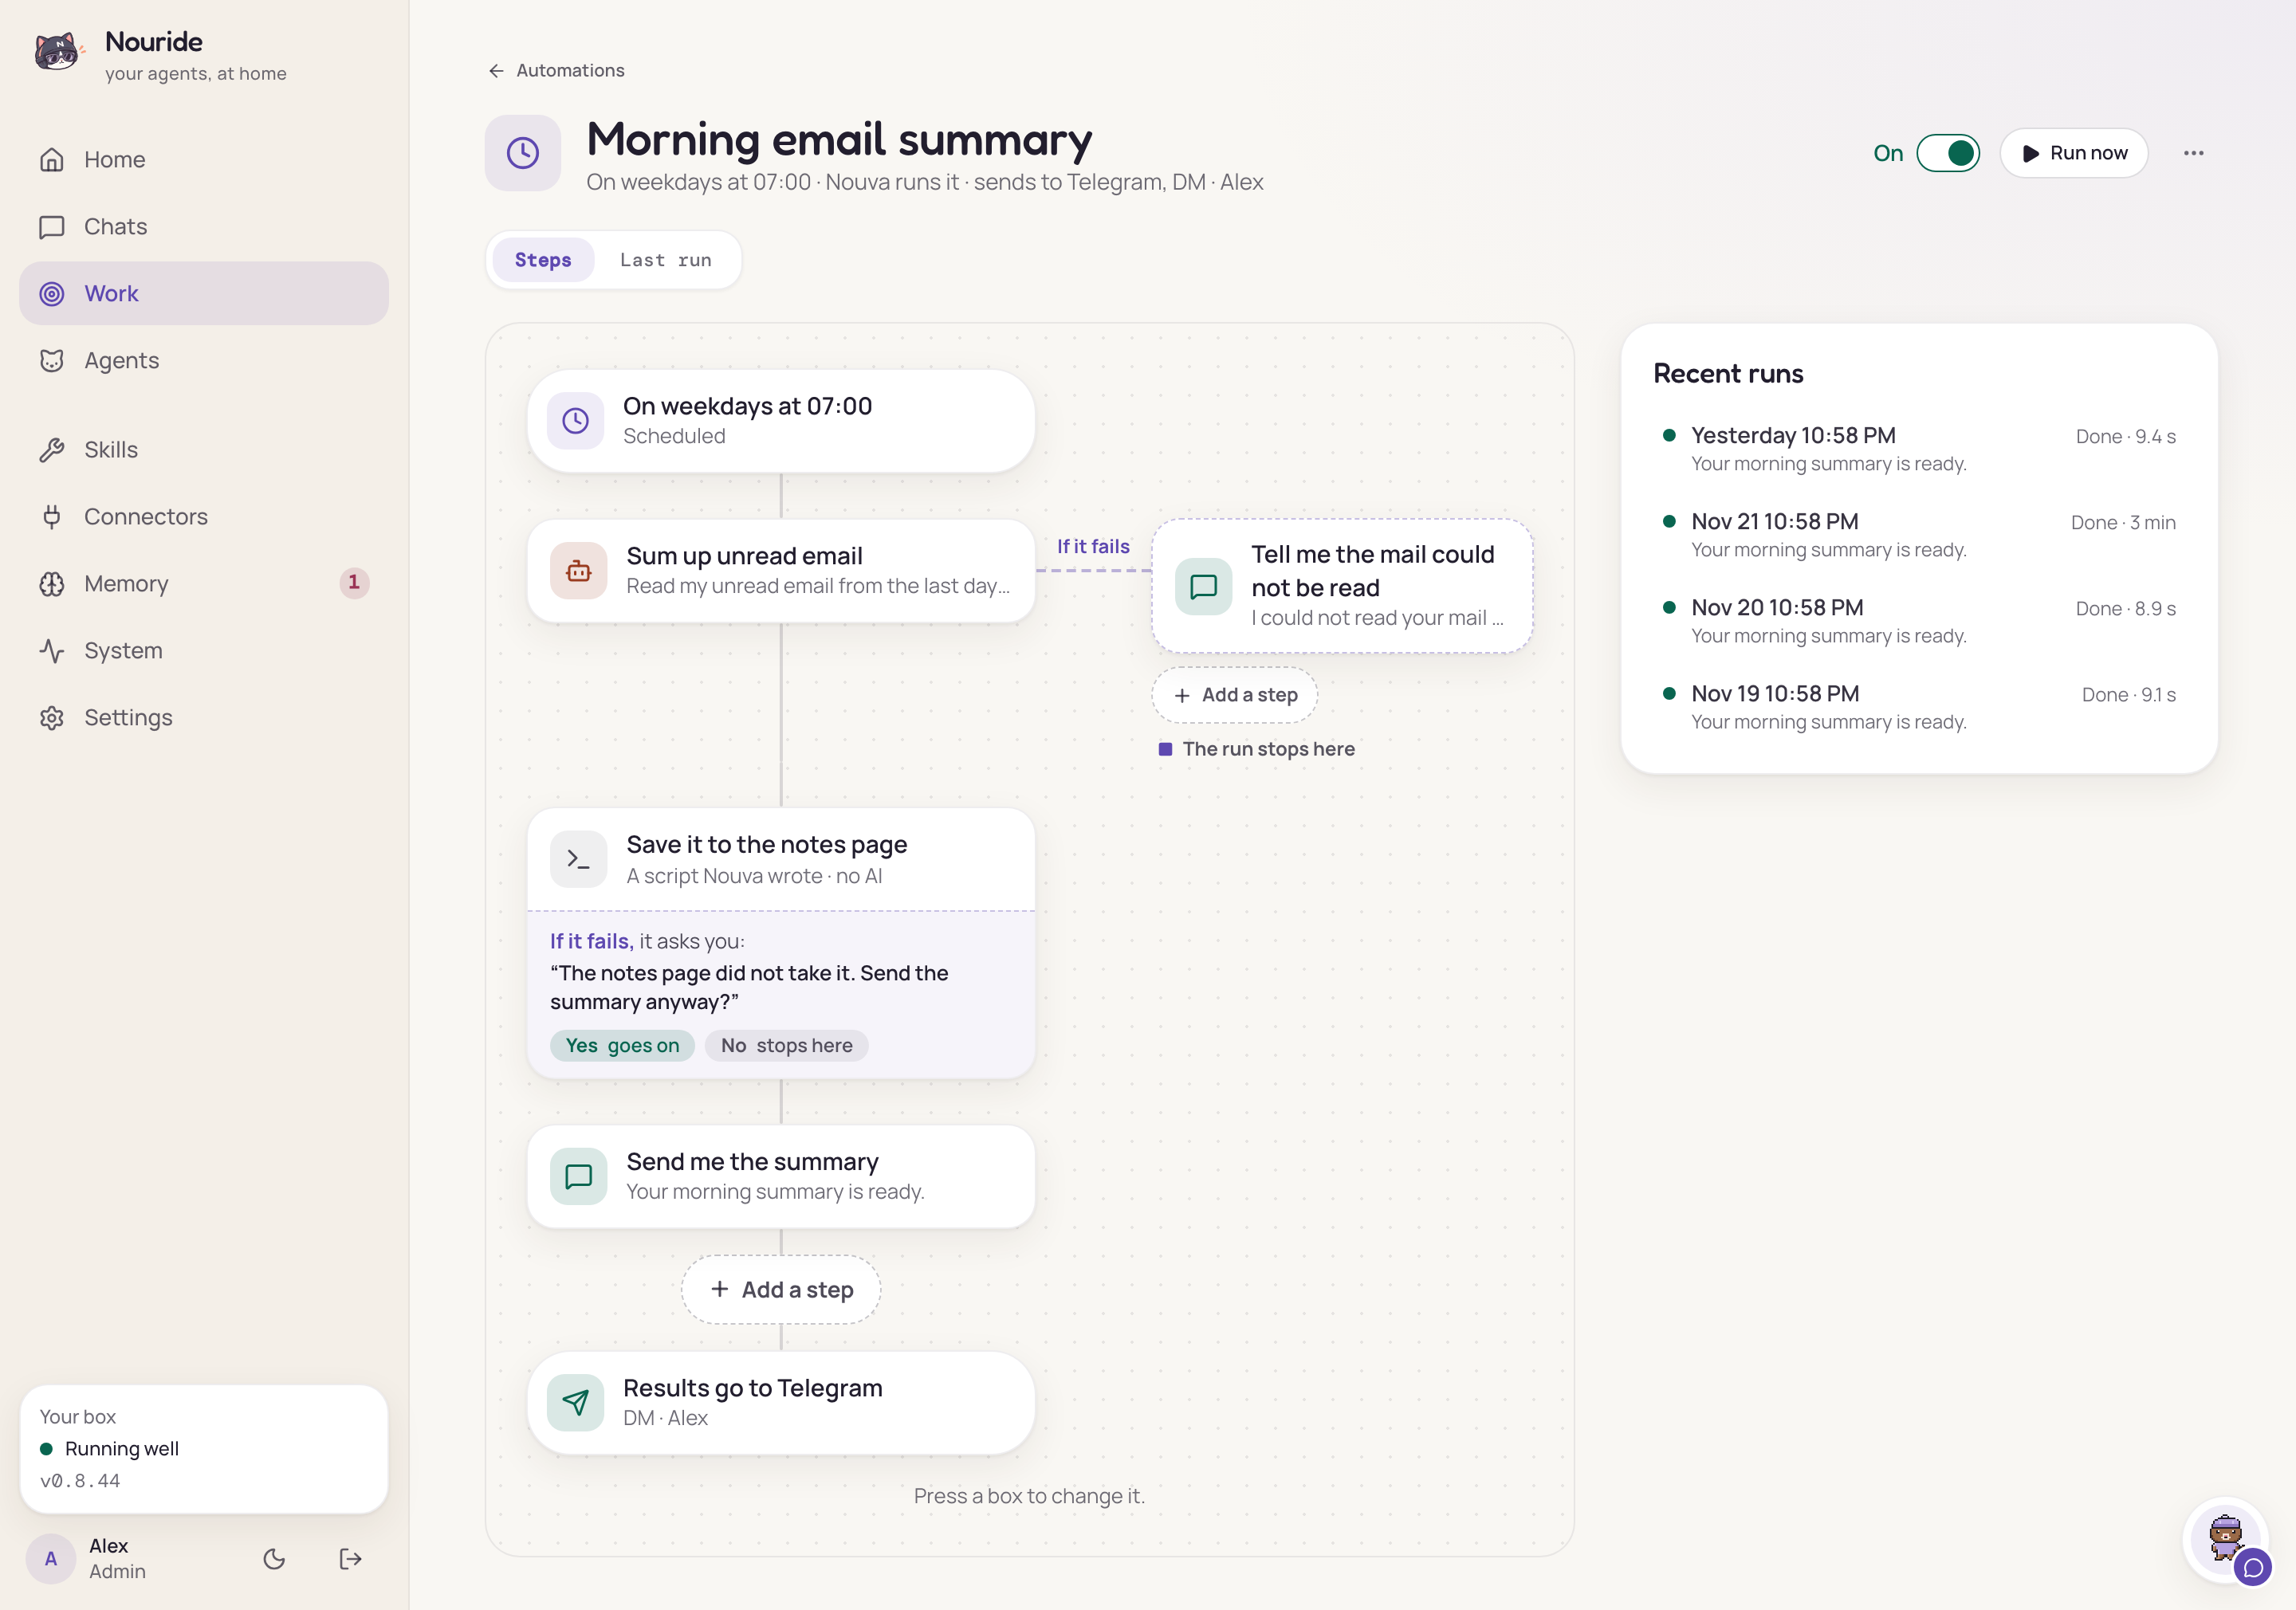 Nouride
your agents, at home
Home
Chats
Work
Agents
Skills
Connectors
Memory
1
System
Settings
Your box
Running well
v0.8.44
A
Alex
Admin
Automations
Morning email summary
On weekdays at 07:00 · Nouva runs it · sends to Telegram, DM · Alex
On
Run now
Steps
Last run
On weekdays at 07:00
Scheduled
Sum up unread email
Read my unread email from the last day...
If it fails
Tell me the mail could
not be read
I could not read your mail ...
Add a step
The run stops here
Save it to the notes page
A script Nouva wrote · no AI
If it fails, it asks you:
“The notes page did not take it. Send the
summary anyway?”
Yes goes on
No stops here
Send me the summary
Your morning summary is ready.
Add a step
Results go to Telegram
DM · Alex
Press a box to change it.
Recent runs
Yesterday 10:58 PM
Done · 9.4 s
Your morning summary is ready.
Nov 21 10:58 PM
Done · 3 min
Your morning summary is ready.
Nov 20 10:58 PM
Done · 8.9 s
Your morning summary is ready.
Nov 19 10:58 PM
Done · 9.1 s
Your morning summary is ready.